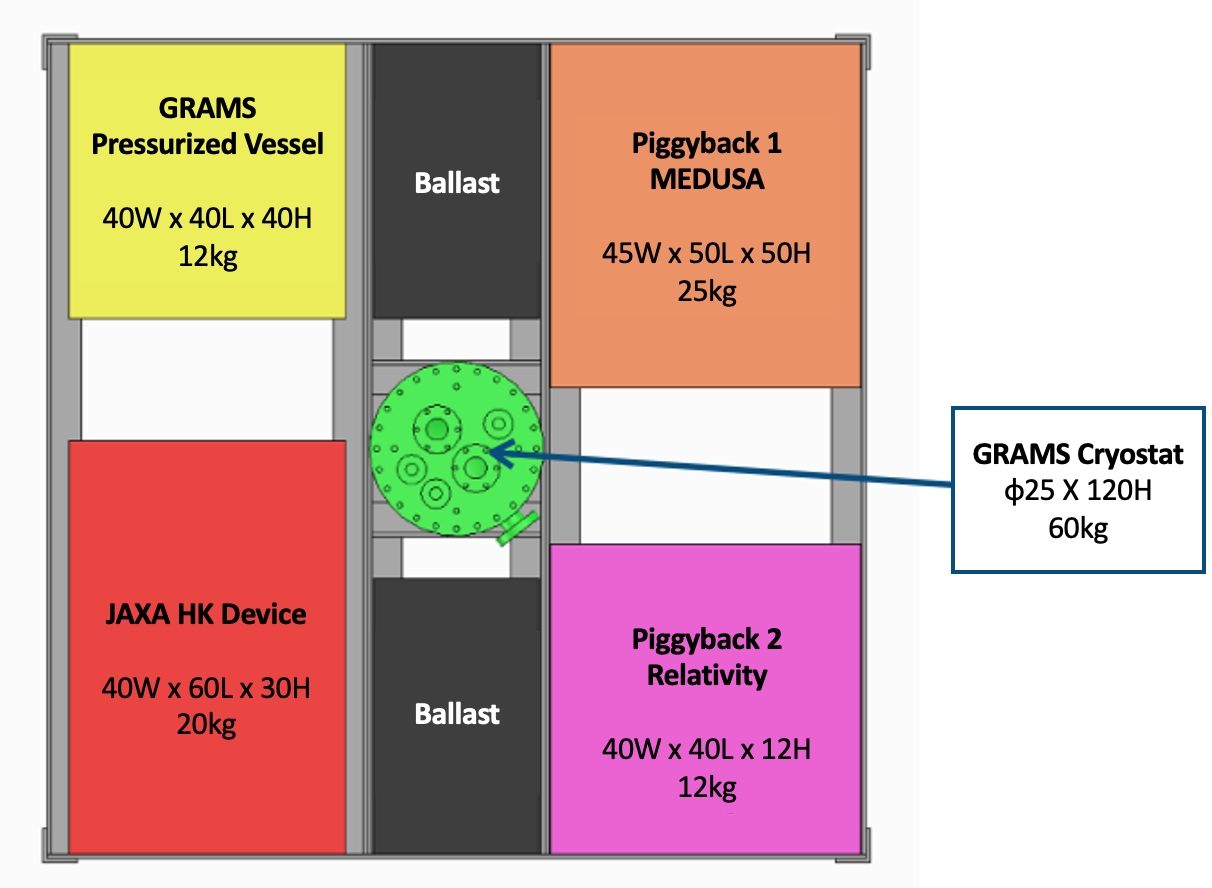 GRAMS
Pressurized Vessel
40W x 40L x 40H
12kg
Ballast
Piggyback 1
MEDUSA
45W x 50L x 50H
25kg
GRAMS Cryostat
ϕ25 X 120H
60kg
JAXA HK Device
40W x 60L x 30H
20kg
Ballast
Piggyback 2
Relativity
40W x 40L x 12H
12kg